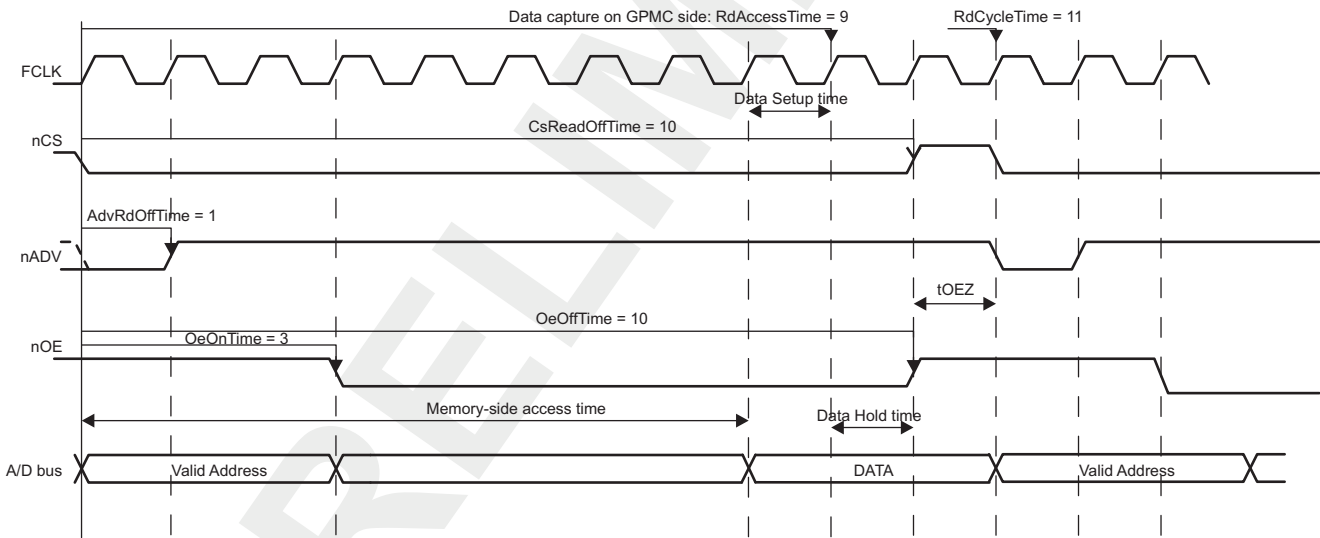 Data capture on GPMC side: RdAccessTime = 9
RdCycleTime = 11
FCLK
Data Setup time
CsReadOffTime = 10
nCS
AdvRdOffTime = 1
nADV
tOEZ
OeOffTime = 10
OeOnTime = 3
nOE
Memory-side access time
Data Hold time
A/D bus
Valid Address
DATA
Valid Address